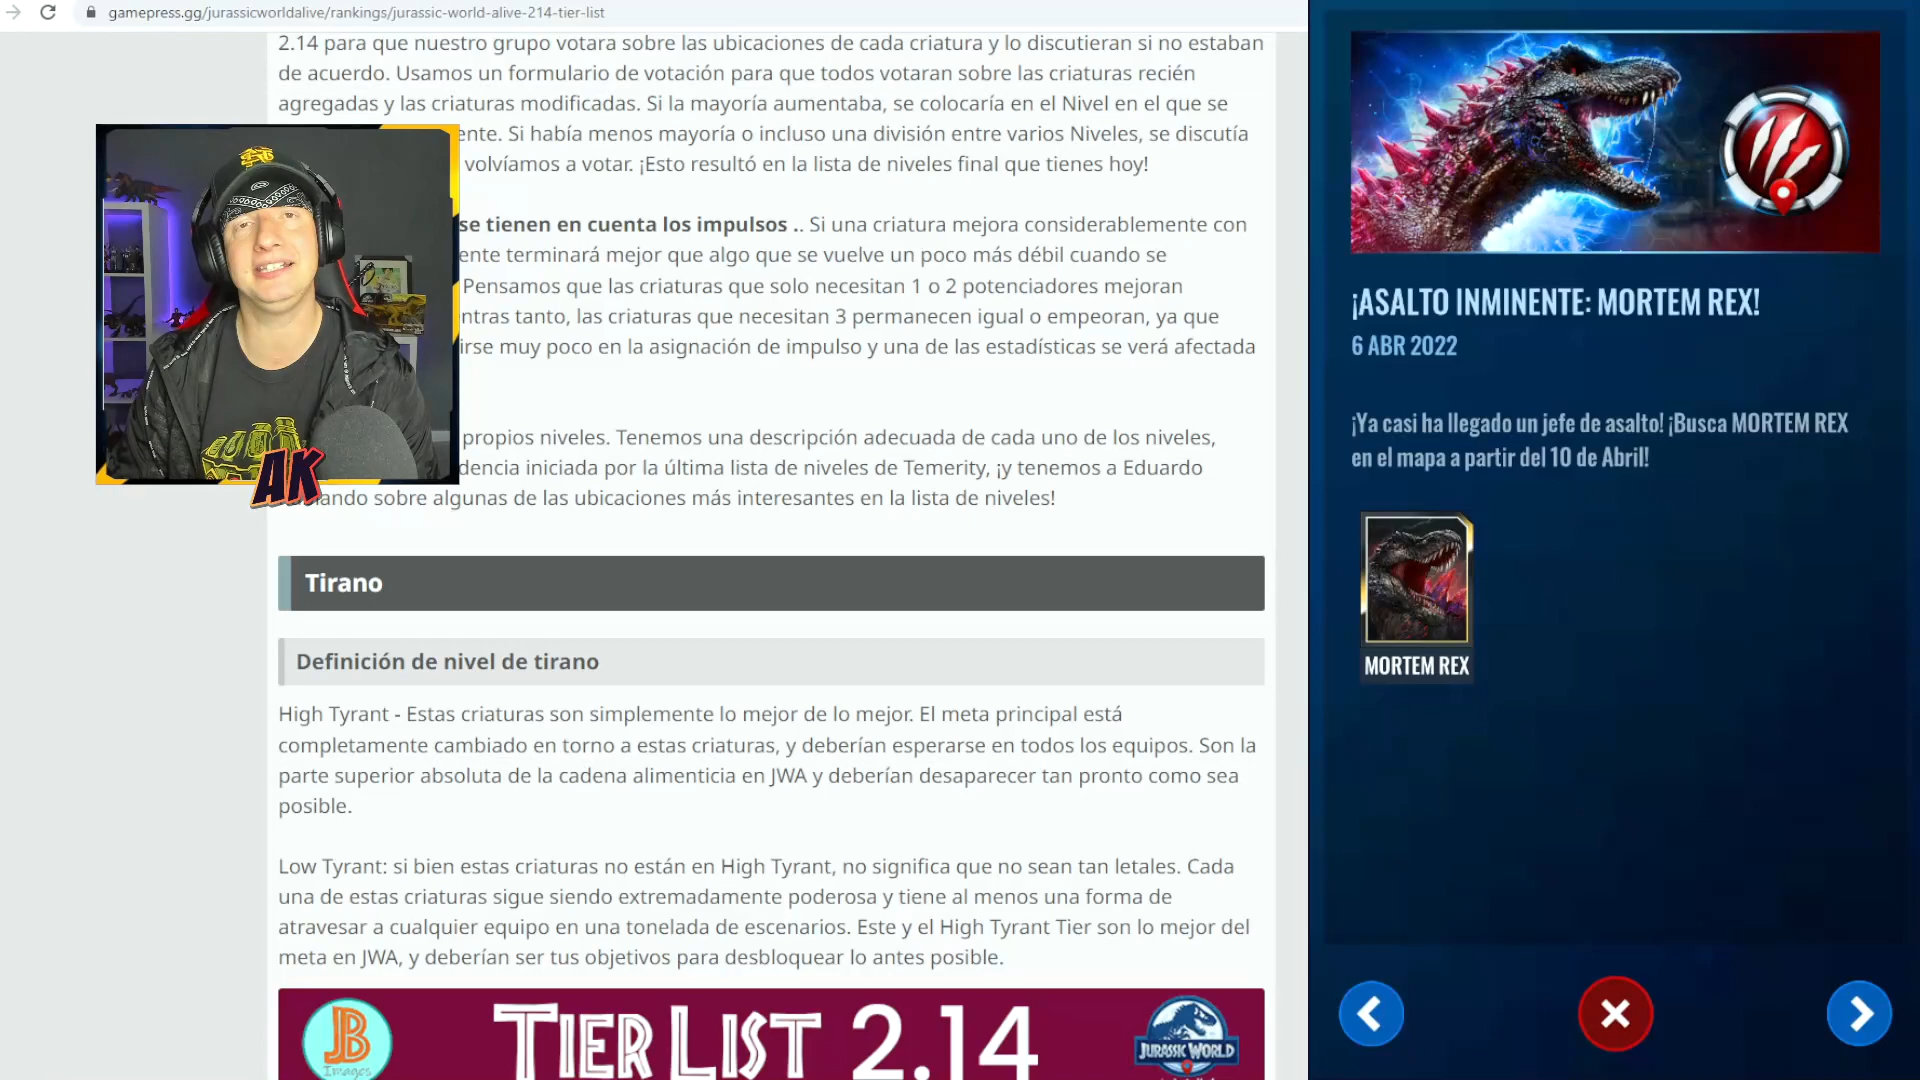 gamepress.gg/jurassicworldalive/rankings/jurassic-world-alive-214-tier-list
2.14 para que nuestro grupo votara sobre las ubicaciones de cada criatura y lo discutieran si no estaban
de acuerdo. Usamos un formulario de votación para que todos votaran sobre las criaturas recién
agregadas y las criaturas modificadas. Si la mayoría aumentaba, se colocaría en el Nivel en el que se
ente. Si había menos mayoría o incluso una división entre varios Niveles, se discutía
volvíamos a votar. ¡Esto resultó en la lista de niveles final que tienes hoy!
se tienen en cuenta los impulsos .. Si una criatura mejora considerablemente con
ente terminará mejor que algo que se vuelve un poco más débil cuando se
Pensamos que las criaturas que solo necesitan 1 o 2 potenciadores mejoran
ntras tanto, las criaturas que necesitan 3 permanecen igual o empeoran, ya que
irse muy poco en la asignación de impulso y una de las estadísticas se verá afectada
propios niveles. Tenemos una descripción adecuada de cada uno de los niveles,
dencia iniciada por la última lista de niveles de Temerity, ¡y tenemos a Eduardo
ando sobre algunas de las ubicaciones más interesantes en la lista de niveles!
AK
Tirano
Definición de nivel de tirano
High Tyrant - Estas criaturas son simplemente lo mejor de lo mejor. El meta principal está
completamente cambiado en torno a estas criaturas, y deberían esperarse en todos los equipos. Son la
parte superior absoluta de la cadena alimenticia en JWA y deberían desaparecer tan pronto como sea
posible.
Low Tyrant: si bien estas criaturas no están en High Tyrant, no significa que no sean tan letales. Cada
una de estas criaturas sigue siendo extremadamente poderosa y tiene al menos una forma de
atravesar a cualquier equipo en una tonelada de escenarios. Este y el High Tyrant Tier son lo mejor del
meta en JWA, y deberían ser tus objetivos para desbloquear lo antes posible.
JB
Images
TIER LIST 2.14
JURASSIC WORLD
¡ASALTO INMINENTE: MORTEM REX!
6 ABR 2022
¡Ya casi ha llegado un jefe de asalto! ¡Busca MORTEM REX
en el mapa a partir del 10 de Abril!
MORTEM REX